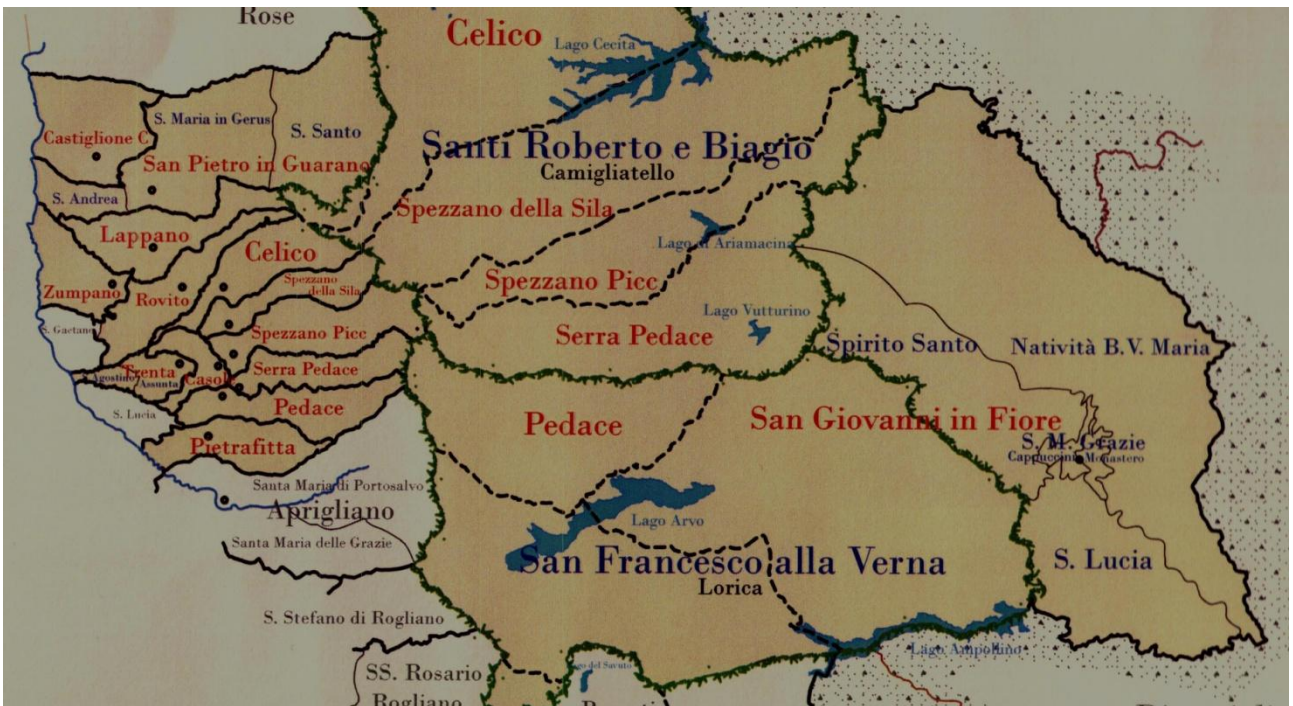 Rose
Celico
Lago Cecita
S. Maria in Gerus
S. Santo
Castiglione C
San Pietro in Guarano
Santi Roberto e Biagio
Camigliatello
S. Andrea
Spezzano della Sila
Lappano
Celico
Lago di Ariamacina
Spezzano
della Sila
Spezzano Picc
Zumpano
Rovito
Lago Vutturino
S. Gaetano
Spezzano Picc
Serra Pedace
Spirito Santo
Natività B.V. Maria
Trenta
Serra Pedace
S. Agostino
Assunta
Casole
S. Lucia
Pedace
Pedace
San Giovanni in Fiore
Pietrafitta
S. M. Grazie
Cappuccini
Monastero
Santa Maria di Portosalvo
Aprigliano
Lago Arvo
Santa Maria delle Grazie
San Francesco alla Verna
Lorica
S. Lucia
S. Stefano di Rogliano
Lago Ampollino
SS. Rosario
Rogliano